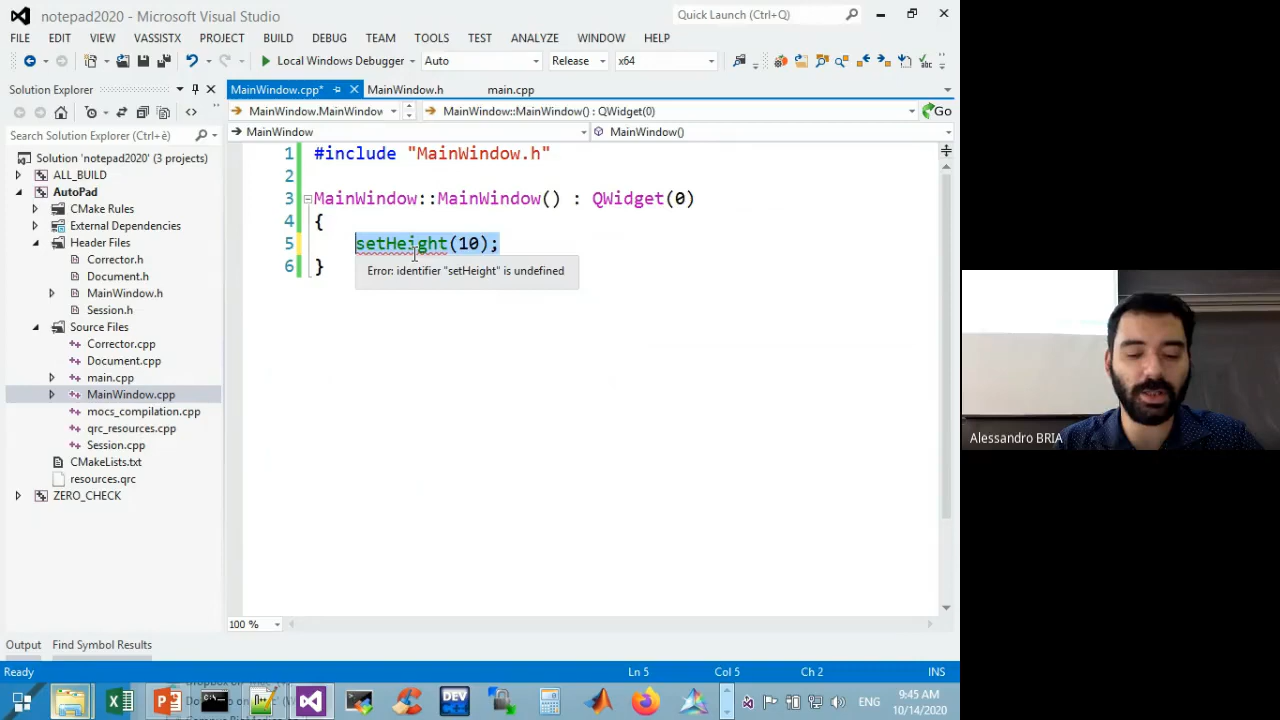 notepad2020 - Microsoft Visual Studio
Quick Launch (Ctrl+Q)
FILE EDIT VIEW VASSISTX PROJECT BUILD DEBUG TEAM TOOLS TEST ANALYZE WINDOW HELP
Local Windows Debugger Auto Release x64
Solution Explorer
MainWindow.cpp* MainWindow.h main.cpp
MainWindow.MainWindow MainWindow::MainWindow() : QWidget(0) Go
MainWindow MainWindow()
Search Solution Explorer (Ctrl+è)
Solution 'notepad2020' (3 projects)
ALL_BUILD
AutoPad
CMake Rules
External Dependencies
Header Files
Corrector.h
Document.h
MainWindow.h
Session.h
Source Files
Corrector.cpp
Document.cpp
main.cpp
MainWindow.cpp
mocs_compilation.cpp
qrc_resources.cpp
Session.cpp
CMakeLists.txt
resources.qrc
ZERO_CHECK
1 #include "MainWindow.h"
2
3 MainWindow::MainWindow() : QWidget(0)
4 {
5 setHeight(10);
6 }
Error: identifier "setHeight" is undefined
100 %
Output Find Symbol Results
Ready Ln 5 Col 5 Ch 2 INS
DEV
ENG
9:45 AM
10/14/2020
Alessandro BRIA